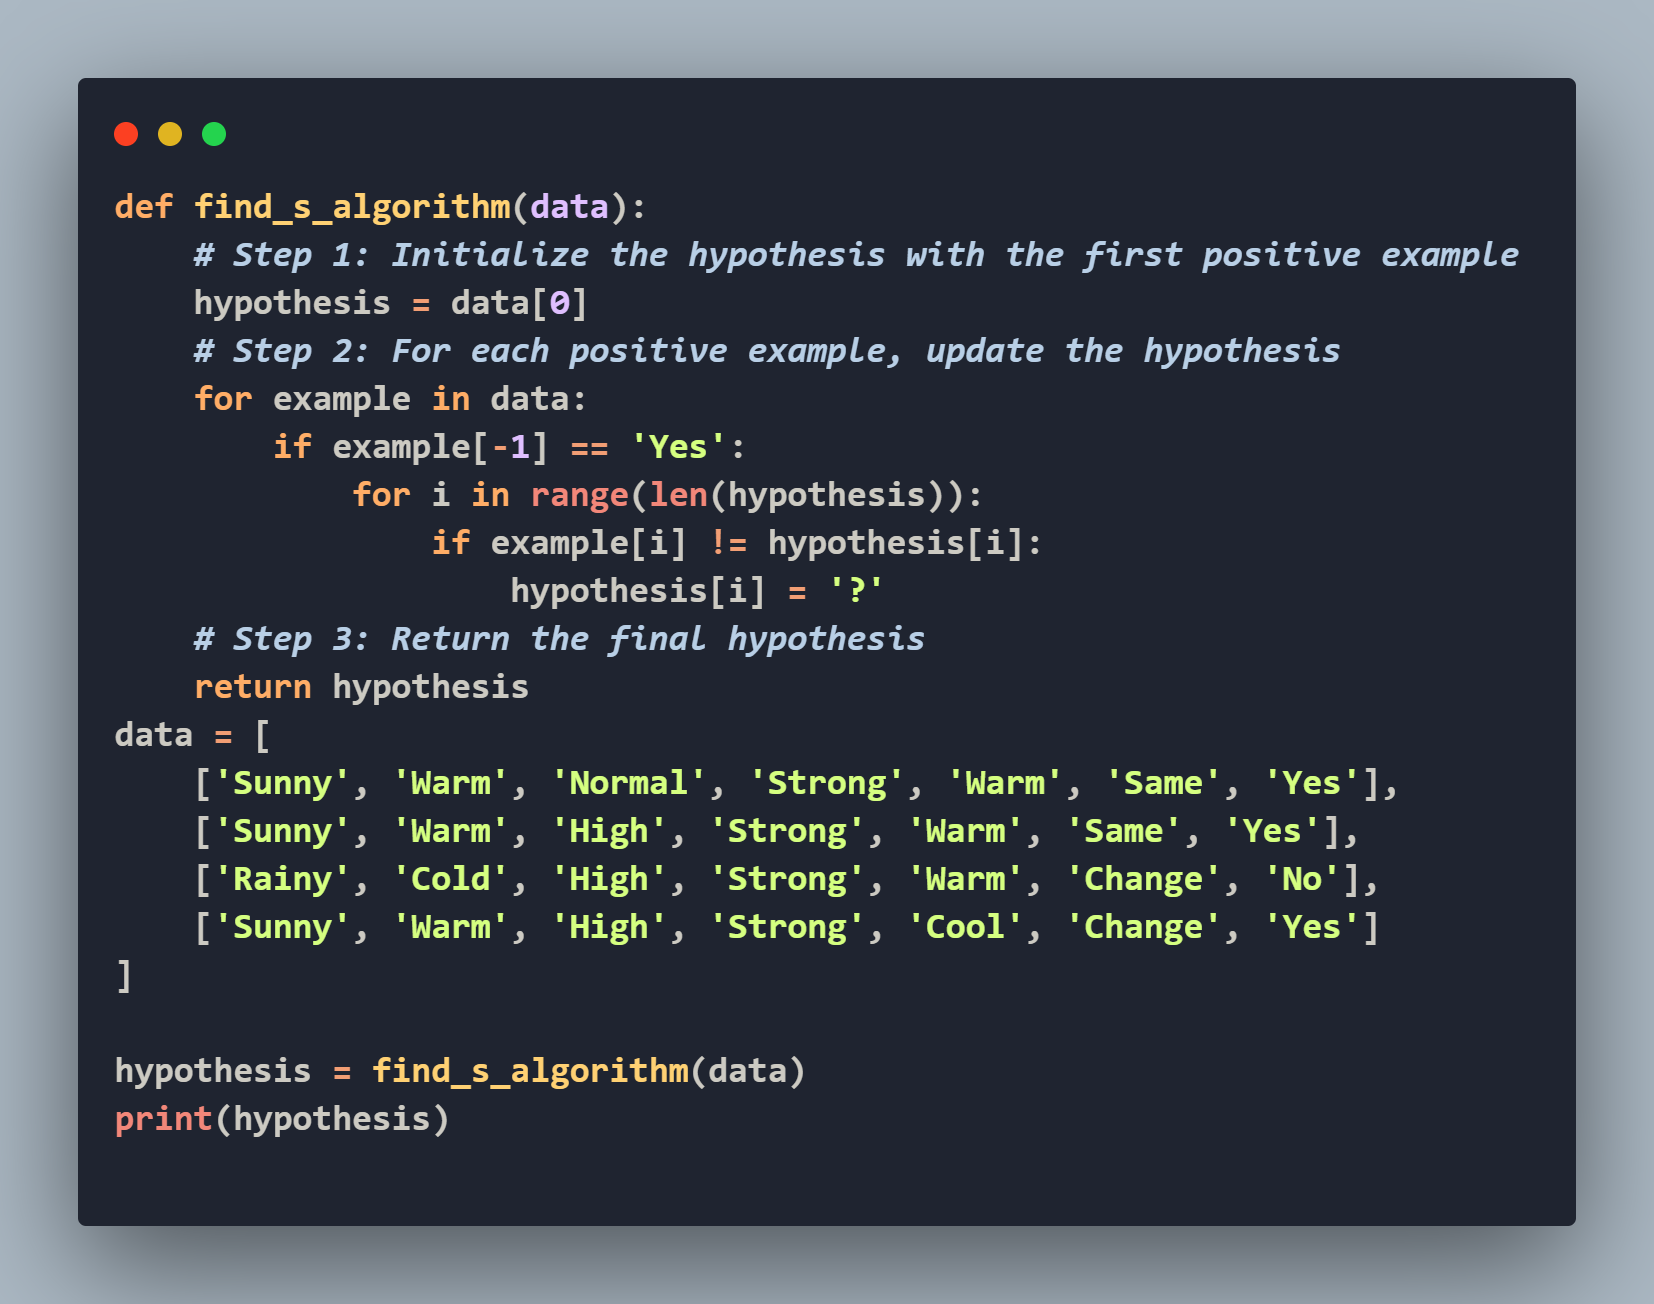 def find_s_algorithm(data):
    # Step 1: Initialize the hypothesis with the first positive example
    hypothesis = data[0]
    # Step 2: For each positive example, update the hypothesis
    for example in data:
        if example[-1] == 'Yes':
            for i in range(len(hypothesis)):
                if example[i] != hypothesis[i]:
                    hypothesis[i] = '?'
    # Step 3: Return the final hypothesis
    return hypothesis
data = [
    ['Sunny', 'Warm', 'Normal', 'Strong', 'Warm', 'Same', 'Yes'],
    ['Sunny', 'Warm', 'High', 'Strong', 'Warm', 'Same', 'Yes'],
    ['Rainy', 'Cold', 'High', 'Strong', 'Warm', 'Change', 'No'],
    ['Sunny', 'Warm', 'High', 'Strong', 'Cool', 'Change', 'Yes']
]

hypothesis = find_s_algorithm(data)
print(hypothesis)